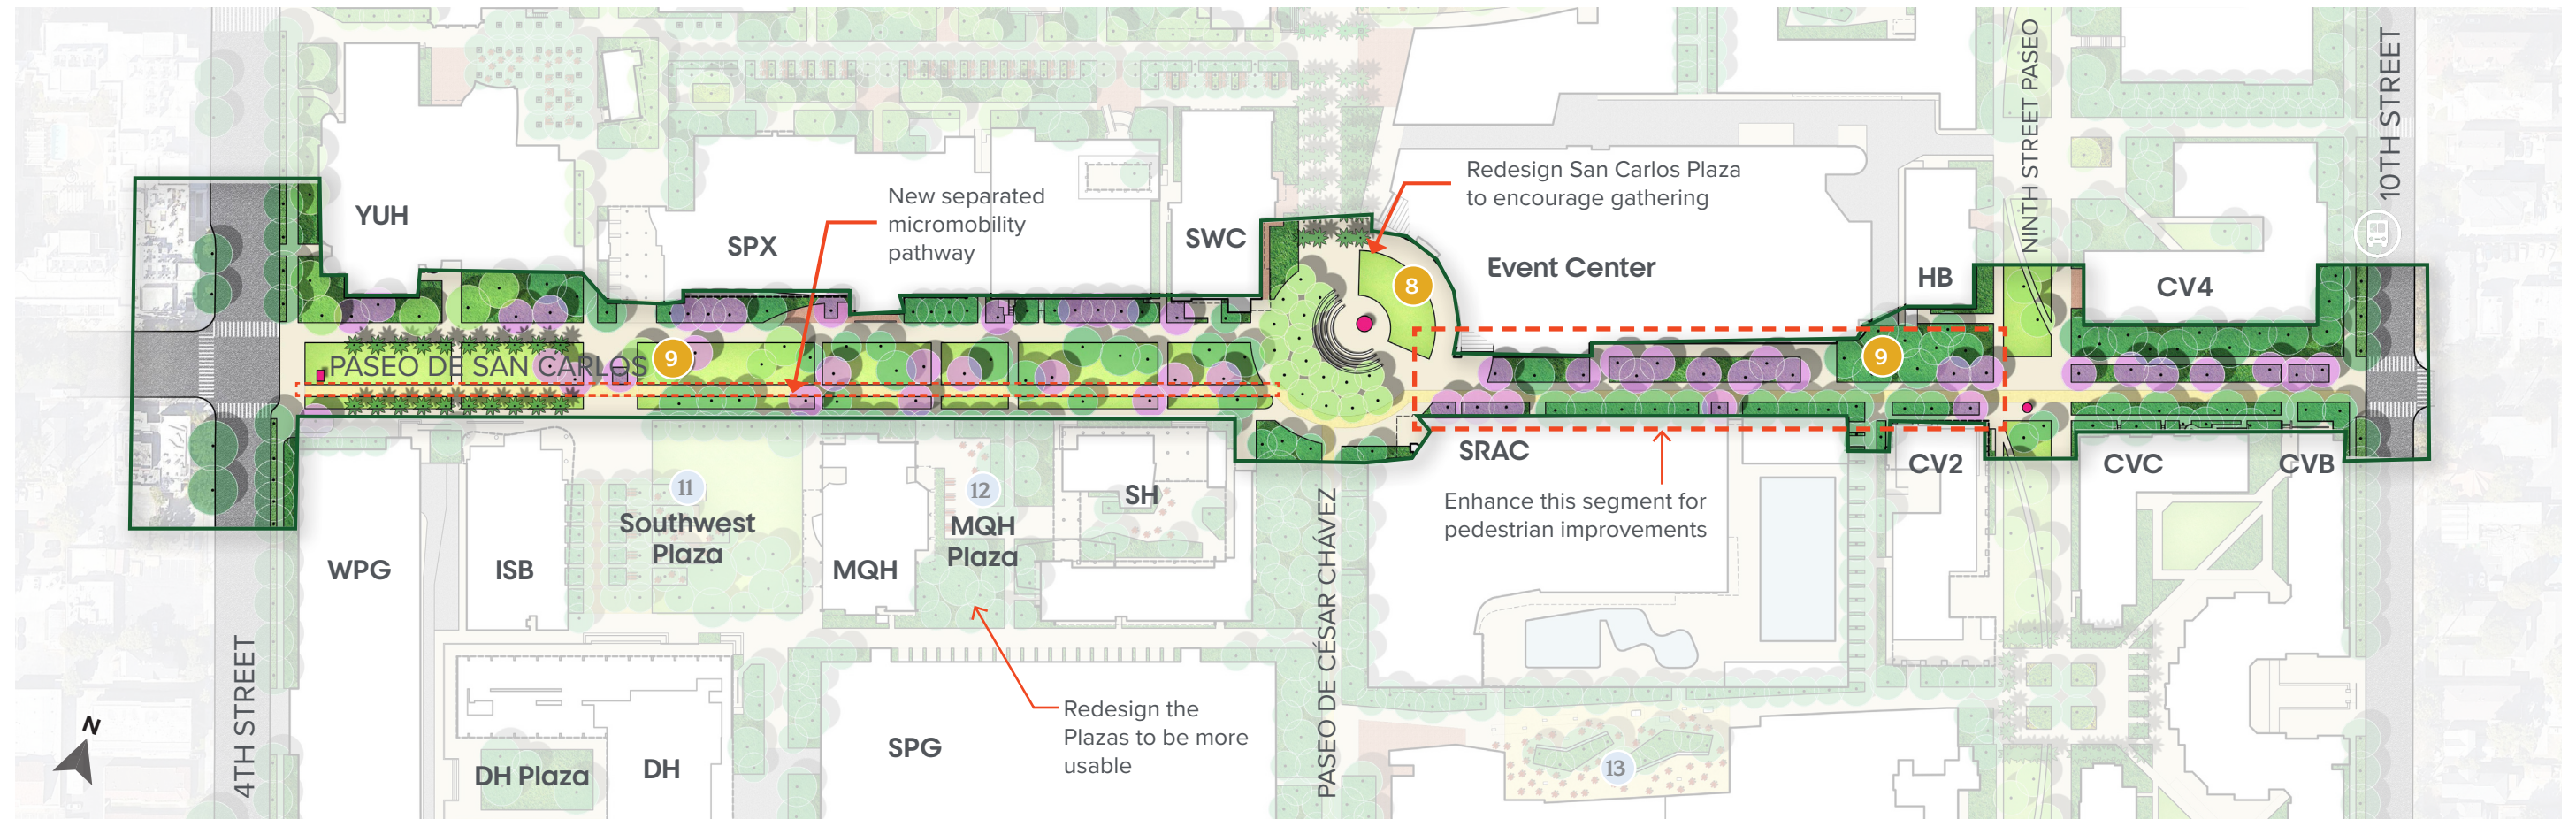 YUH
SPX
New separated
micromobility
pathway
SWC
Redesign San Carlos Plaza
to encourage gathering
Event Center
8
HB
NINTH STREET PASEO
CV4
10TH STREET
PASEO DE SAN CARLOS
9
9
SRAC
Enhance this segment for
pedestrian improvements
CV2
CVC
CVB
WPG
ISB
11
Southwest
Plaza
MQH
12
MQH
Plaza
SH
PASEO DE CÉSAR CHÁVEZ
N
4TH STREET
DH Plaza
DH
SPG
Redesign the
Plazas to be more
usable
13